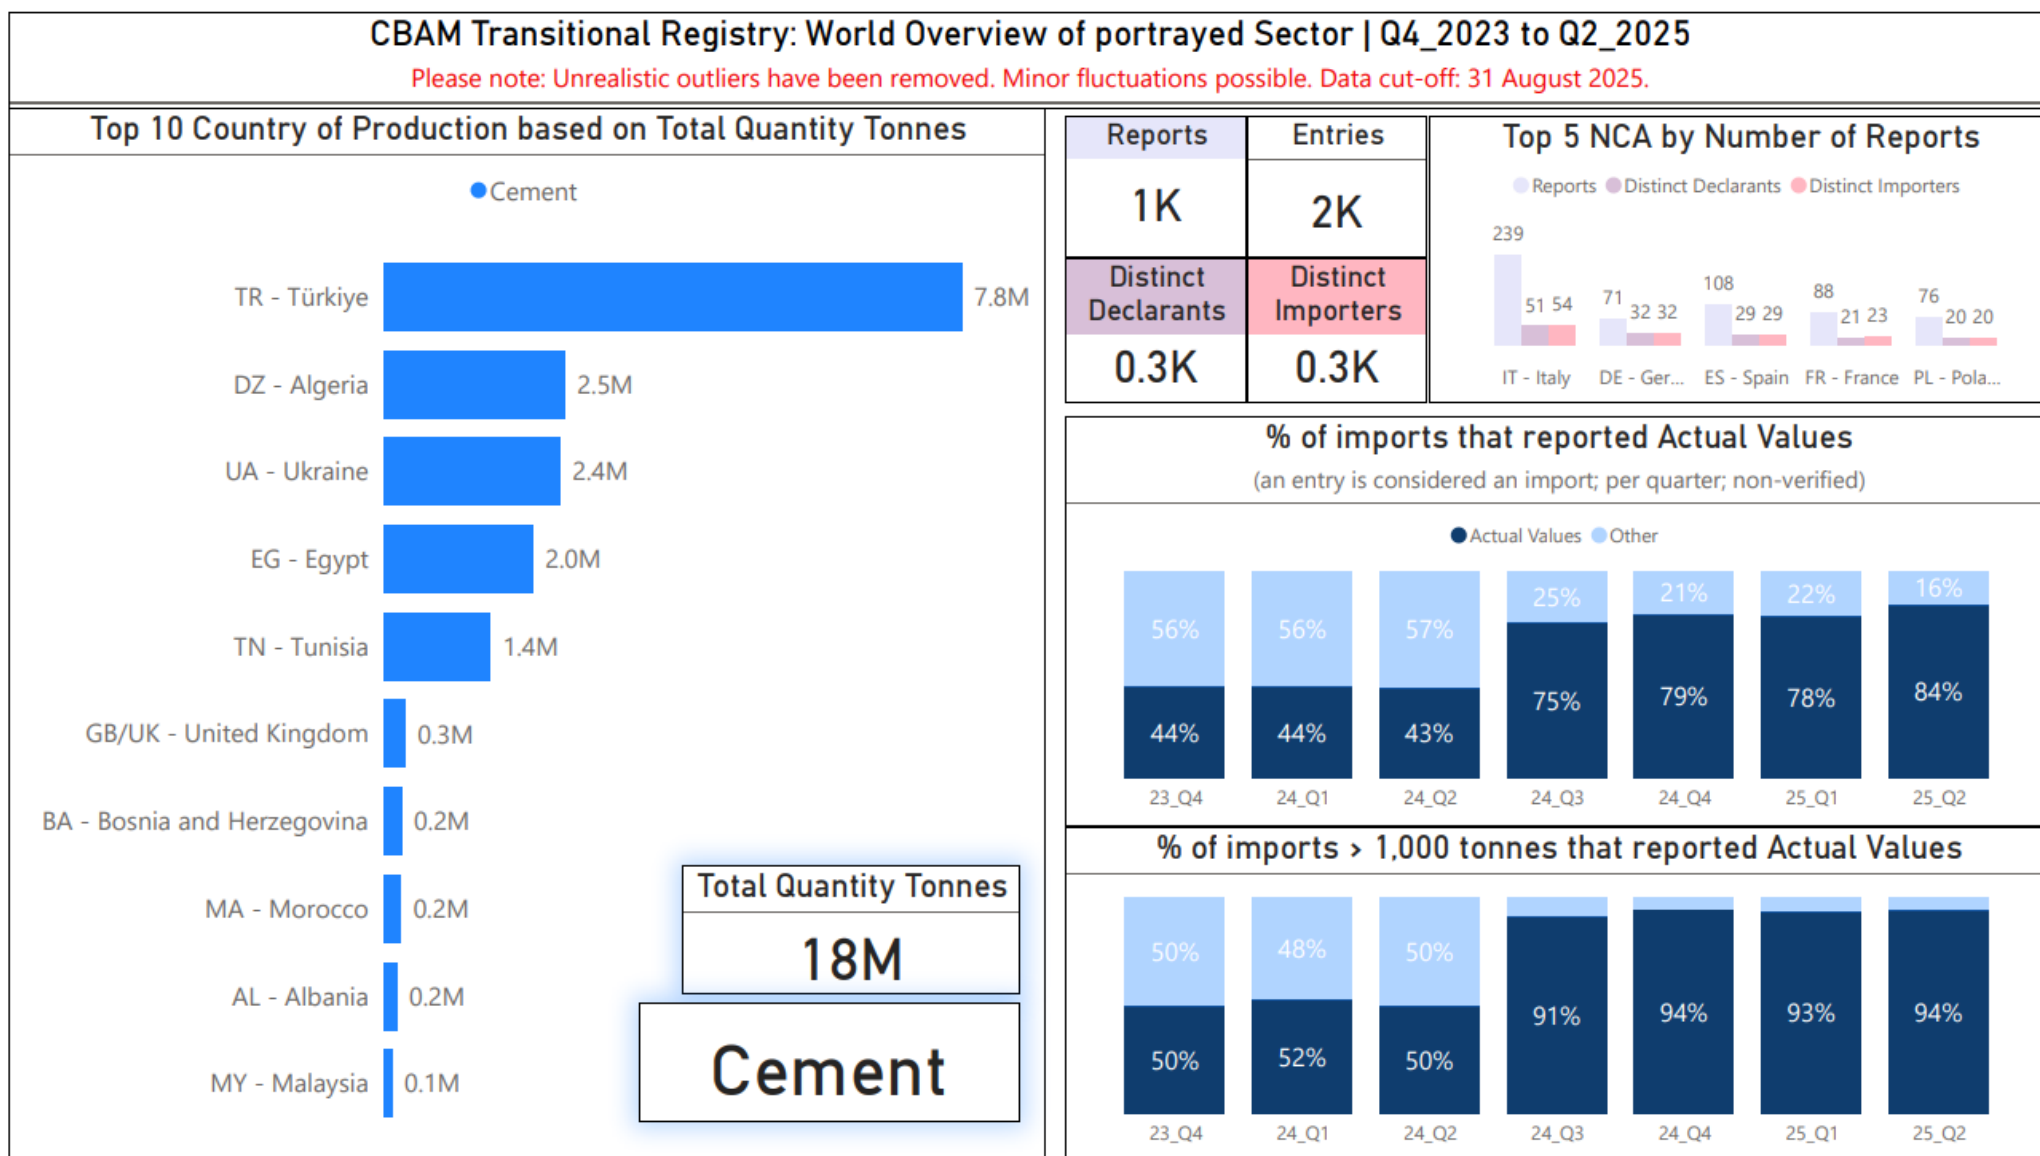 CBAM Transitional Registry: World Overview of portrayed Sector | Q4_2023 to Q2_2025
Please note: Unrealistic outliers have been removed. Minor fluctuations possible. Data cut-off: 31 August 2025.
Top 10 Country of Production based on Total Quantity Tonnes
Cement
TR - Türkiye 7.8M
DZ - Algeria 2.5M
UA - Ukraine 2.4M
EG - Egypt 2.0M
TN - Tunisia 1.4M
GB/UK - United Kingdom 0.3M
BA - Bosnia and Herzegovina 0.2M
MA - Morocco 0.2M
AL - Albania 0.2M
MY - Malaysia 0.1M
Total Quantity Tonnes
18M
Cement
Reports
1K
Entries
2K
Distinct
Declarants
0.3K
Distinct
Importers
0.3K
Top 5 NCA by Number of Reports
Reports Distinct Declarants Distinct Importers
239 51 54
71 32 32
108 29 29
88 21 23
76 20 20
IT - Italy DE - Ger... ES - Spain FR - France PL - Pola...
% of imports that reported Actual Values
(an entry is considered an import; per quarter; non-verified)
Actual Values Other
56% 56% 57% 25% 21% 22% 16%
44% 44% 43% 75% 79% 78% 84%
23_Q4 24_Q1 24_Q2 24_Q3 24_Q4 25_Q1 25_Q2
% of imports > 1,000 tonnes that reported Actual Values
50% 48% 50%
50% 52% 50% 91% 94% 93% 94%
23_Q4 24_Q1 24_Q2 24_Q3 24_Q4 25_Q1 25_Q2